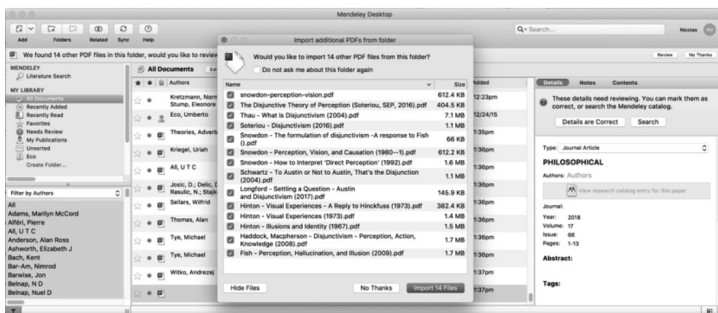 Mendeley Desktop
Add Folders Related Sync Help
Search...
Nicolas
We found 14 other PDF files in this folder, would you like to review
Review
No Thanks
MENDELEY
Literature Search
MY LIBRARY
All Documents
Recently Added
Recently Read
Favorites
Needs Review
My Publications
Unsorted
Eco
Create Folder...
Filter by Authors
All
Adams, Marilyn McCord
Alféri, Pierre
All, U T C
Anderson, Alan Ross
Ashworth, Elizabeth J
Bach, Kent
Bar-Am, Nimrod
Barwise, Jon
Belnap, N D
Belnap, Nuel D
All Documents
Authors
Added
Kretzmann, Norr
Stump, Eleonore
12:23pm
Eco, Umberto
12/24/15
Theories, Adverb
1:35pm
Kriegel, Uriah
1:35pm
All, U T C
1:36pm
Josic, D.; Delic, D
Rasulic, N.; Stajk
1:36pm
Sellars, Wilfrid
1:36pm
Thomas, Alan
1:36pm
Tye, Michael
1:36pm
Tye, Michael
1:36pm
Witko, Andrezej
1:37pm
1:37pm
Import additional PDFs from folder
Would you like to import 14 other PDF files from this folder?
Do not ask me about this folder again
Name Size
snowdon-perception-vision.pdf 612.4 KB
The Disjunctive Theory of Perception (Soteriou, SEP, 2016).pdf 404.5 KB
Thau - What Is Disjunctivism (2004).pdf 7.1 MB
Soteriou - Disjunctivism (2016).pdf 1.1 MB
Snowdon - The formulation of disjunctivism -A response to Fish
().pdf 66 KB
Snowdon - Perception, Vision, and Causation (1980--1).pdf 612.2 KB
Snowdon - How to interpret 'Direct Perception' (1992).pdf 1.6 MB
Schwartz - To Austin or Not to Austin, That's the Disjunction
(2004).pdf 1.1 MB
Longford - Settling a Question - Austin
and Disjunctivism (2017).pdf 145.9 KB
Hinton - Visual Experiences - A Reply to Hinckfuss (1973).pdf 382.4 KB
Hinton - Visual Experiences (1973).pdf 1.4 MB
Hinton - Illusions and Identity (1967).pdf 1.5 MB
Haddock, Macpherson - Disjunctivism - Perception, Action,
Knowledge (2008).pdf 1.7 MB
Fish - Perception, Hallucination, and Illusion (2009).pdf 1.7 MB
Hide Files
No Thanks
Import 14 Files
Details Notes Contents
These details need reviewing. You can mark them as
correct, or search the Mendeley catalog.
Details are Correct
Search
Type: Journal Article
PHILOSOPHICAL
Authors: Authors
View research catalog entry for this paper
Journal:
Year: 2018
Volume: 17
Issue: 66
Pages: 1-13
Abstract:
Tags: